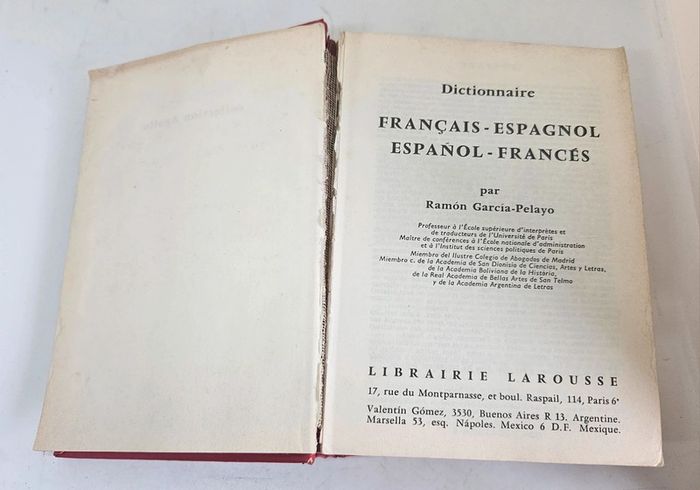 Dictionnaire
FRANÇAIS-ESPAGNOL
ESPAÑOL-FRANCÉS
par
Ramón García-Pelayo
Professeur à l'École supérieure d'interprètes et
de traducteurs de l'Université de Paris
Maître de conférences à l'École nationale d'administration
et à l'Institut des sciences politiques de Paris
Miembro del Ilustre Colegio de Abogados de Madrid
Miembro c. de la Academia de San Dionisio de Ciencias, Artes y Letras,
de la Academia Boliviana de la Historia,
de la Real Academia de Bellas Artes de San Telmo
y de la Academia Argentina de Letras
LIBRAIRIE LAROUSSE
17, rue du Montparnasse, et boul. Raspail, 114, Paris 6e
Valentín Gómez, 3530, Buenos Aires R 13. Argentine.
Marsella 53, esq. Nápoles. Mexico 6 D.F. Mexique.